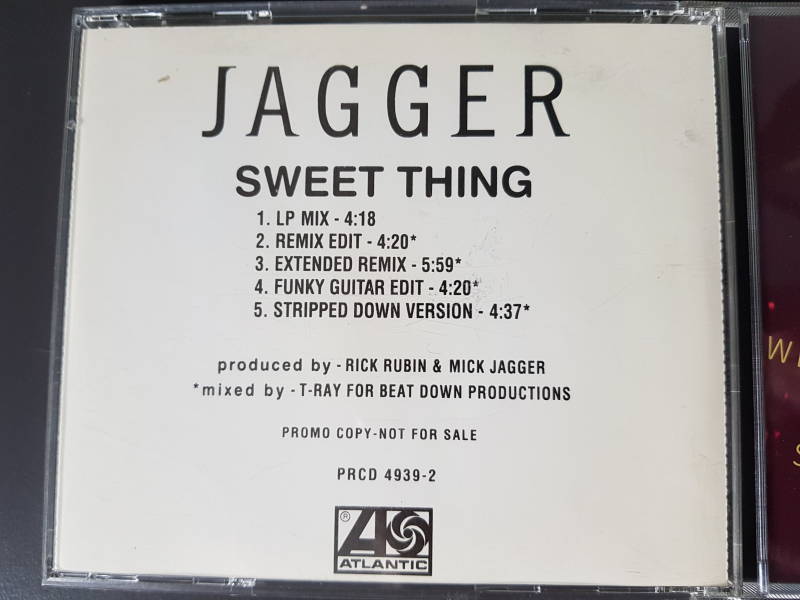 JAGGER
SWEET THING
1. LP MIX - 4:18
2. REMIX EDIT - 4:20*
3. EXTENDED REMIX - 5:59*
4. FUNKY GUITAR EDIT - 4:20*
5. STRIPPED DOWN VERSION - 4:37*
produced by - RICK RUBIN & MICK JAGGER
*mixed by - T-RAY FOR BEAT DOWN PRODUCTIONS
PROMO COPY-NOT FOR SALE
PRCD 4939-2
®
ATLANTIC